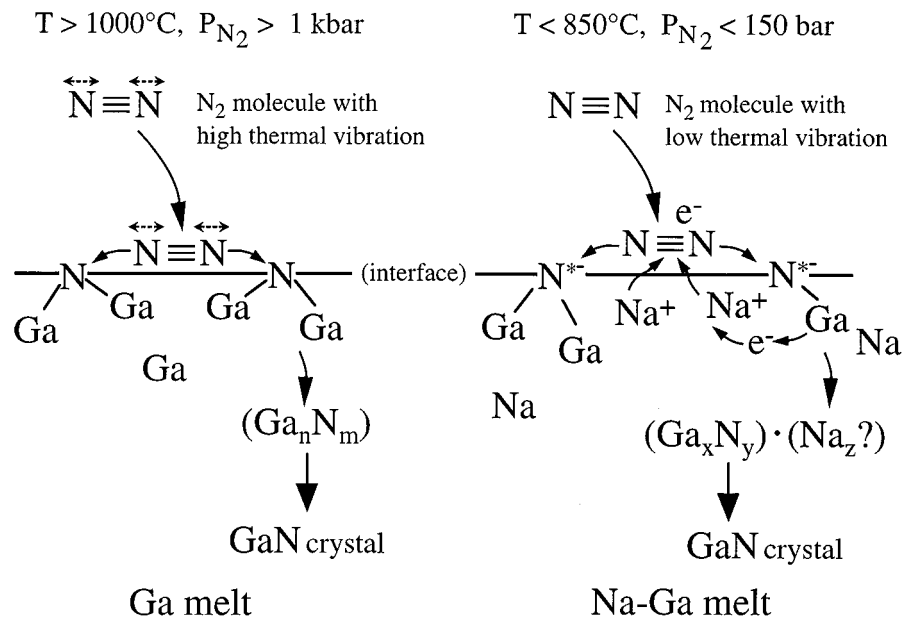 T > 1000°C, P_N₂ > 1 kbar
N≡N
N₂ molecule with
high thermal vibration
N≡N
N N
Ga Ga Ga Ga
Ga
(GaₙNₘ)
GaN crystal
Ga melt
(interface)
T < 850°C, P_N₂ < 150 bar
N≡N
N₂ molecule with
low thermal vibration
e⁻
N≡N
N*⁻ N*⁻
Na⁺ Na⁺
Ga Ga Ga
e⁻ Na
Na
(GaₓNᵧ)·(Na_z?)
GaN crystal
Na-Ga melt